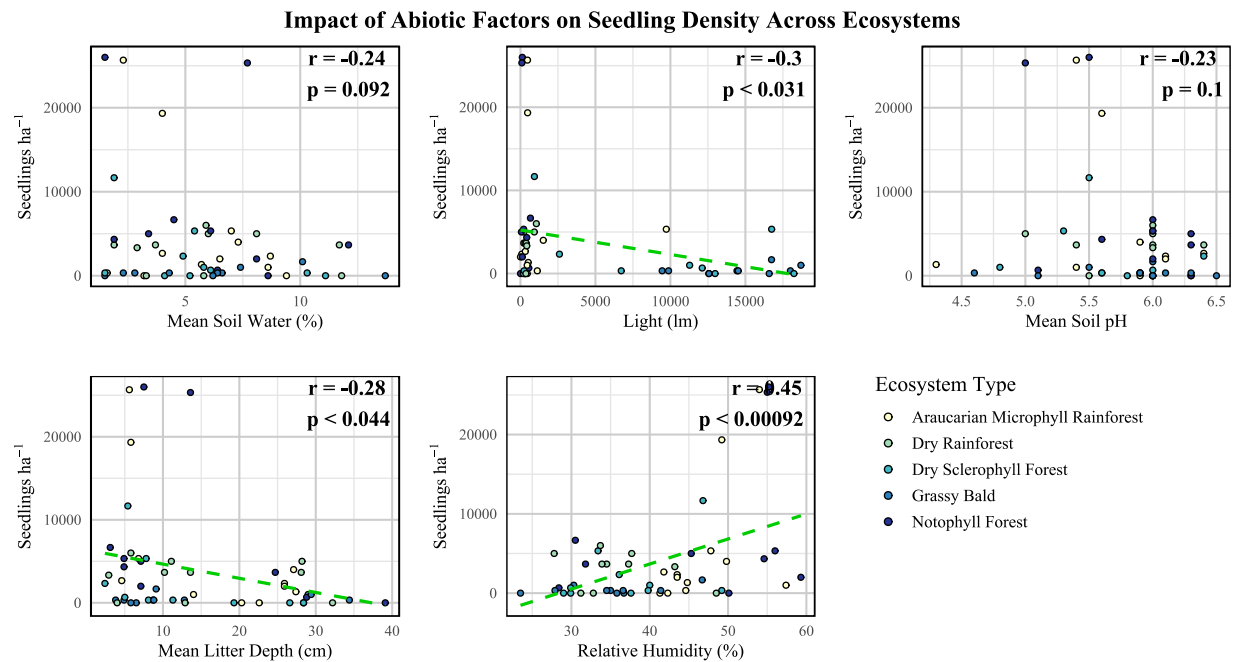 Impact of Abiotic Factors on Seedling Density Across Ecosystems
r = -0.24
p = 0.092
Seedlings ha⁻¹
20000
10000
0
5 10
Mean Soil Water (%)
r = -0.3
p < 0.031
Seedlings ha⁻¹
20000
10000
0
0 5000 10000 15000
Light (lm)
r = -0.23
p = 0.1
Seedlings ha⁻¹
20000
10000
0
4.5 5.0 5.5 6.0 6.5
Mean Soil pH
r = -0.28
p < 0.044
Seedlings ha⁻¹
20000
10000
0
10 20 30 40
Mean Litter Depth (cm)
r = .45
p < 0.00092
Seedlings ha⁻¹
20000
10000
0
30 40 50 60
Relative Humidity (%)
Ecosystem Type
Araucarian Microphyll Rainforest
Dry Rainforest
Dry Sclerophyll Forest
Grassy Bald
Notophyll Forest